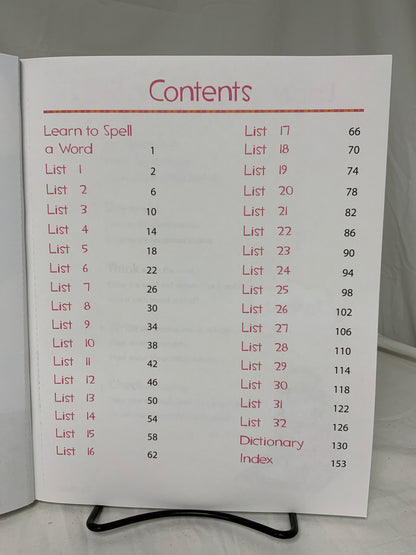 Contents
Learn to Spell
a Word 1
List 1 2
List 2 6
List 3 10
List 4 14
List 5 18
List 6 22
List 7 26
List 8 30
List 9 34
List 10 38
List 11 42
List 12 46
List 13 50
List 14 54
List 15 58
List 16 62
List 17 66
List 18 70
List 19 74
List 20 78
List 21 82
List 22 86
List 23 90
List 24 94
List 25 98
List 26 102
List 27 106
List 28 110
List 29 114
List 30 118
List 31 122
List 32 126
Dictionary 130
Index 153